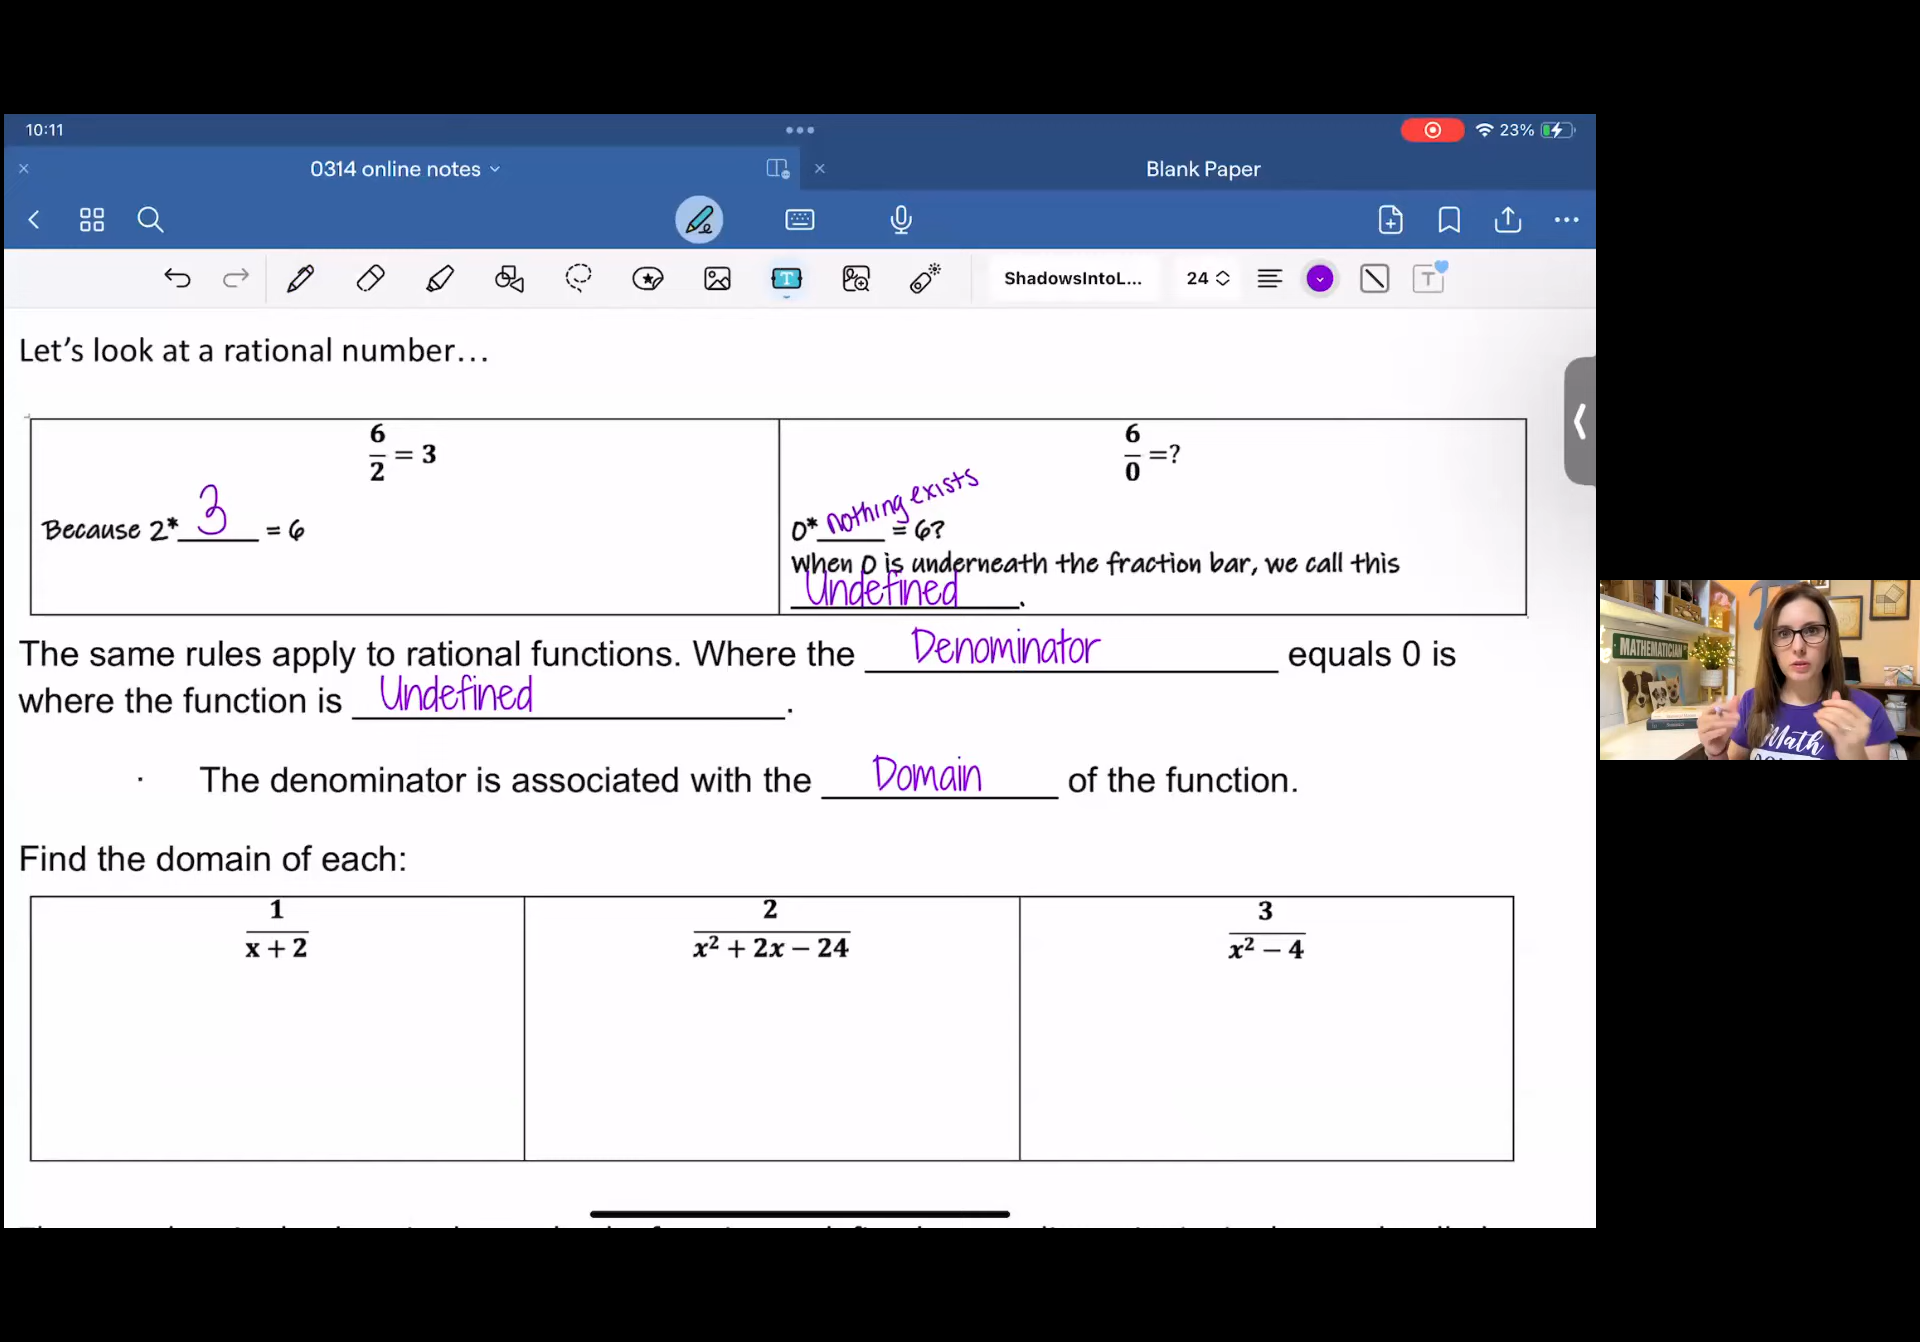 10:11
23%
0314 online notes
Blank Paper
ShadowsIntoL...
24
Let's look at a rational number...
6/2 = 3
Because 2* 3 = 6
6/0 =?
0* nothing exists = 6?
When 0 is underneath the fraction bar, we call this
Undefined.
The same rules apply to rational functions. Where the Denominator equals 0 is
where the function is Undefined.
· The denominator is associated with the Domain of the function.
Find the domain of each:
1/(x + 2)
2/(x² + 2x − 24)
3/(x² − 4)
MATHEMATICIAN
Math